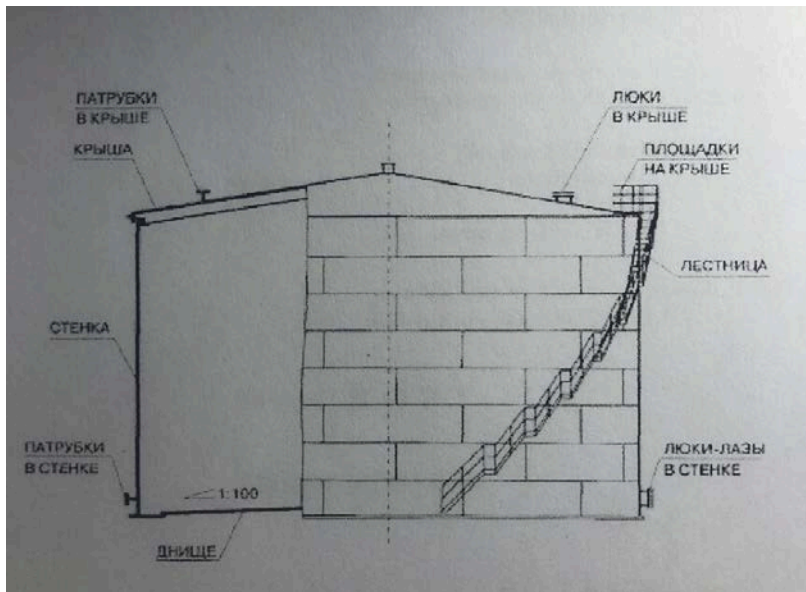 ПАТРУБКИ
В КРЫШЕ
КРЫША
ЛЮКИ
В КРЫШЕ
ПЛОЩАДКИ
НА КРЫШЕ
ЛЕСТНИЦА
СТЕНКА
ПАТРУБКИ
В СТЕНКЕ
1:100
ЛЮКИ-ЛАЗЫ
В СТЕНКЕ
ДНИЩЕ